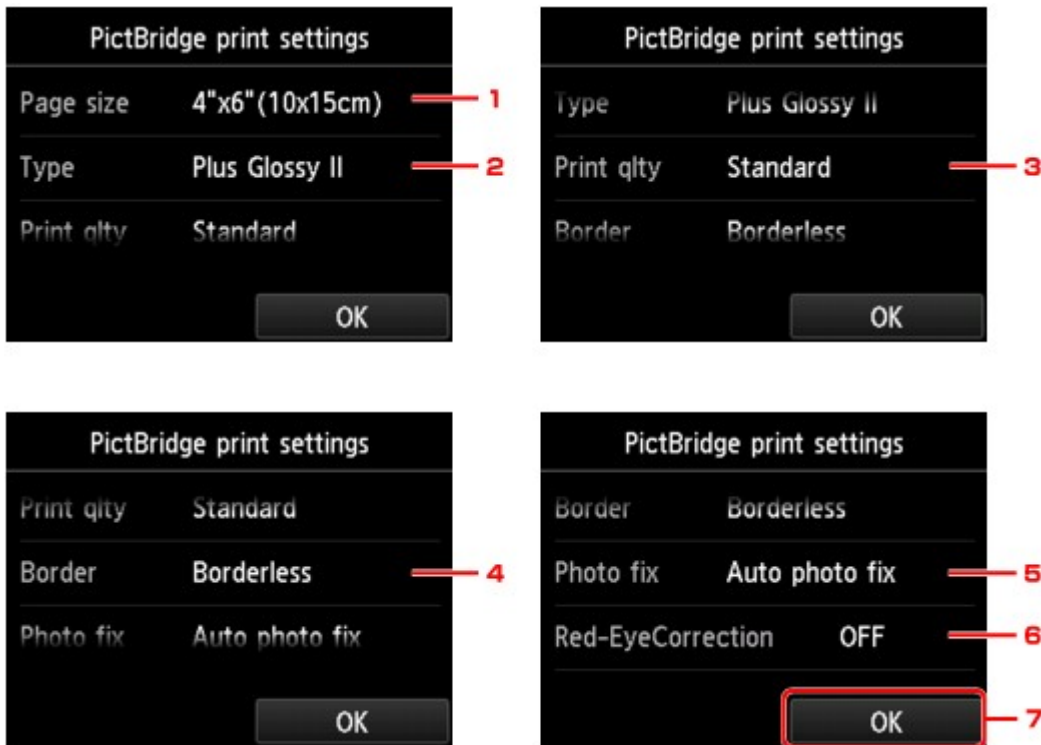 PictBridge print settings
Page size 4"x6"(10x15cm) 1
Type Plus Glossy II 2
Print qlty Standard
OK
PictBridge print settings
Type Plus Glossy II
Print qlty Standard 3
Border Borderless
OK
PictBridge print settings
Print qlty Standard
Border Borderless 4
Photo fix Auto photo fix
OK
PictBridge print settings
Border Borderless
Photo fix Auto photo fix 5
Red-EyeCorrection OFF 6
OK 7